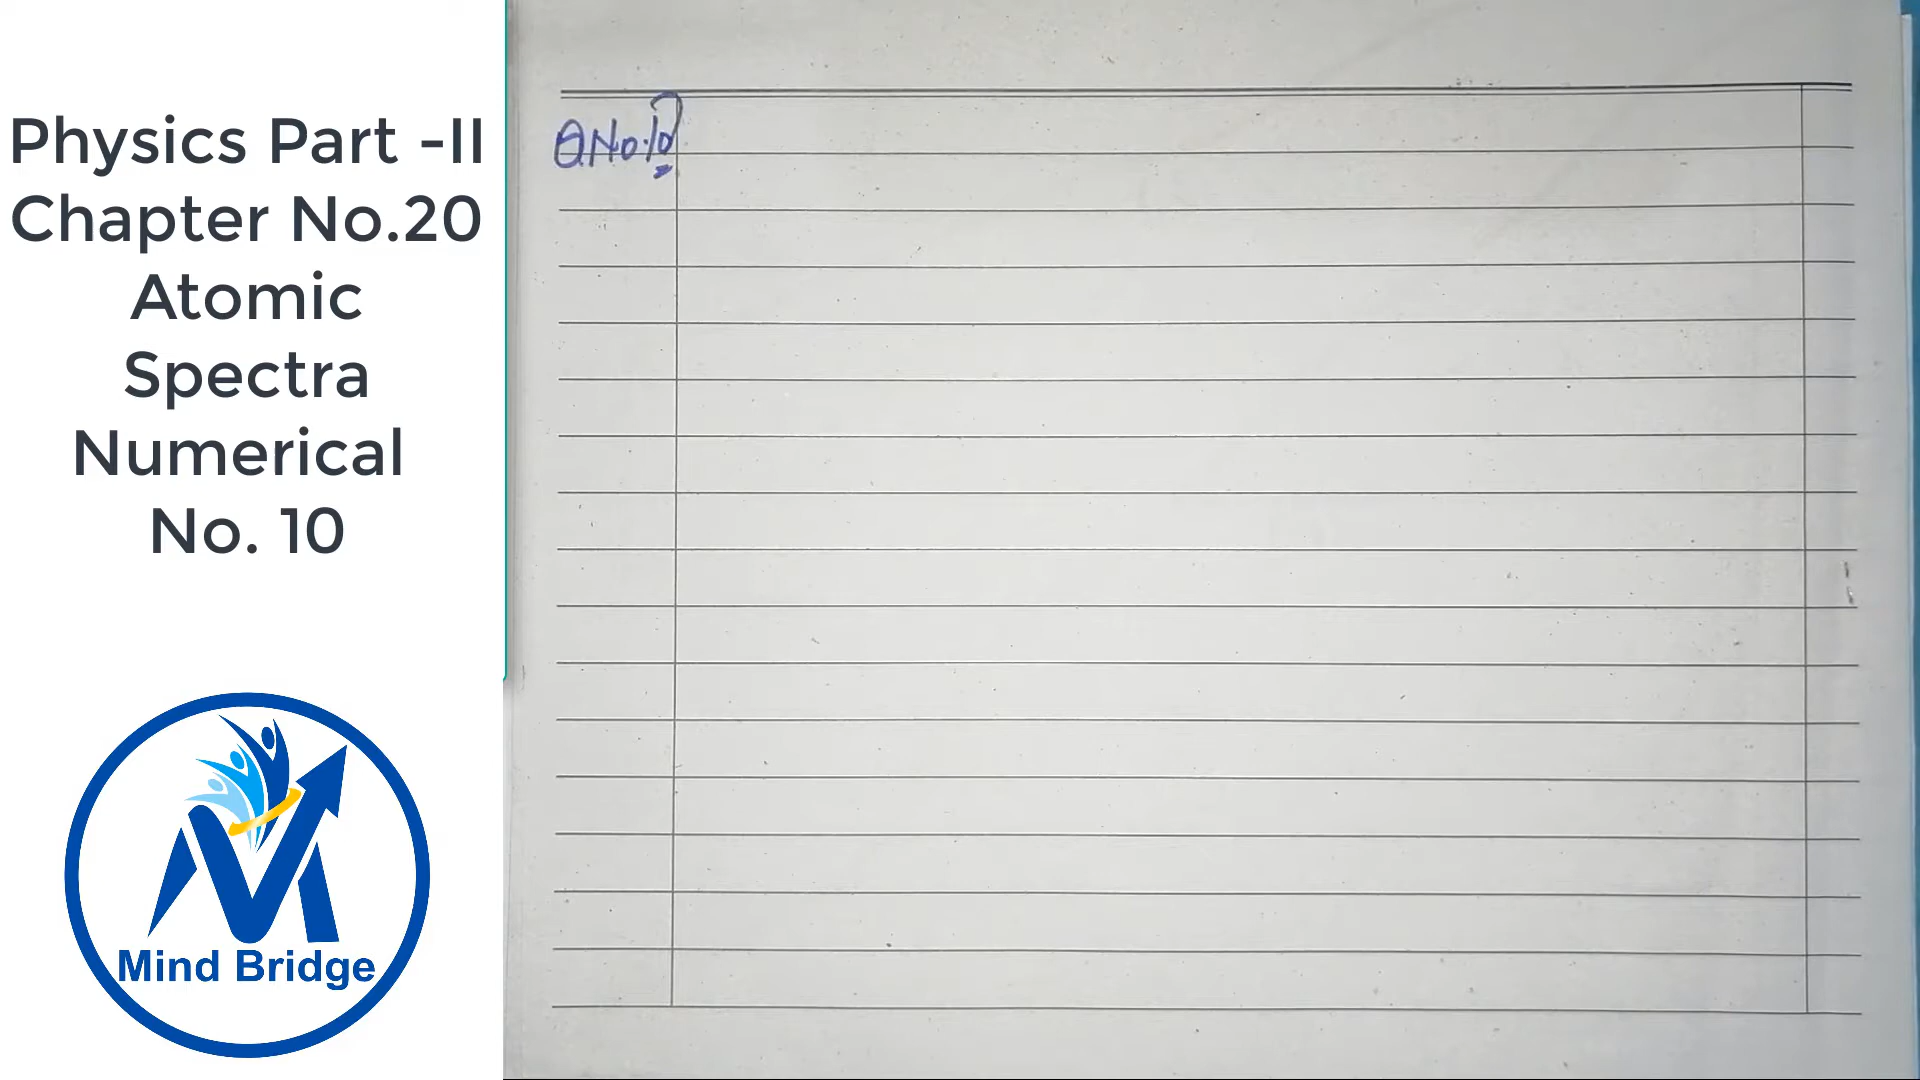 Physics Part -II
Chapter No.20
Atomic
Spectra
Numerical
No. 10
Mind Bridge
Q.No.10